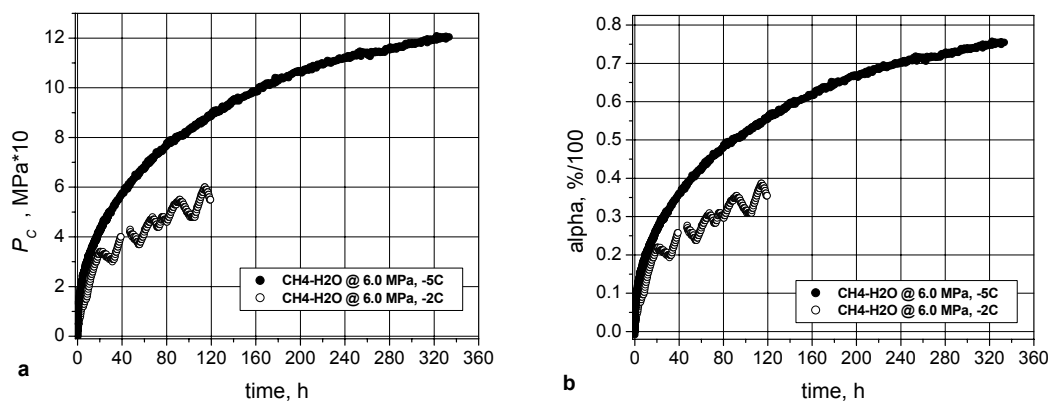 12
10
8
6
4
2
0
P_C , MPa*10
CH4-H2O @ 6.0 MPa, -5C
CH4-H2O @ 6.0 MPa, -2C
0 40 80 120 160 200 240 280 320 360
a
time, h
0.8
0.7
0.6
0.5
0.4
0.3
0.2
0.1
0.0
alpha, %/100
CH4-H2O @ 6.0 MPa, -5C
CH4-H2O @ 6.0 MPa, -2C
0 40 80 120 160 200 240 280 320 360
b
time, h